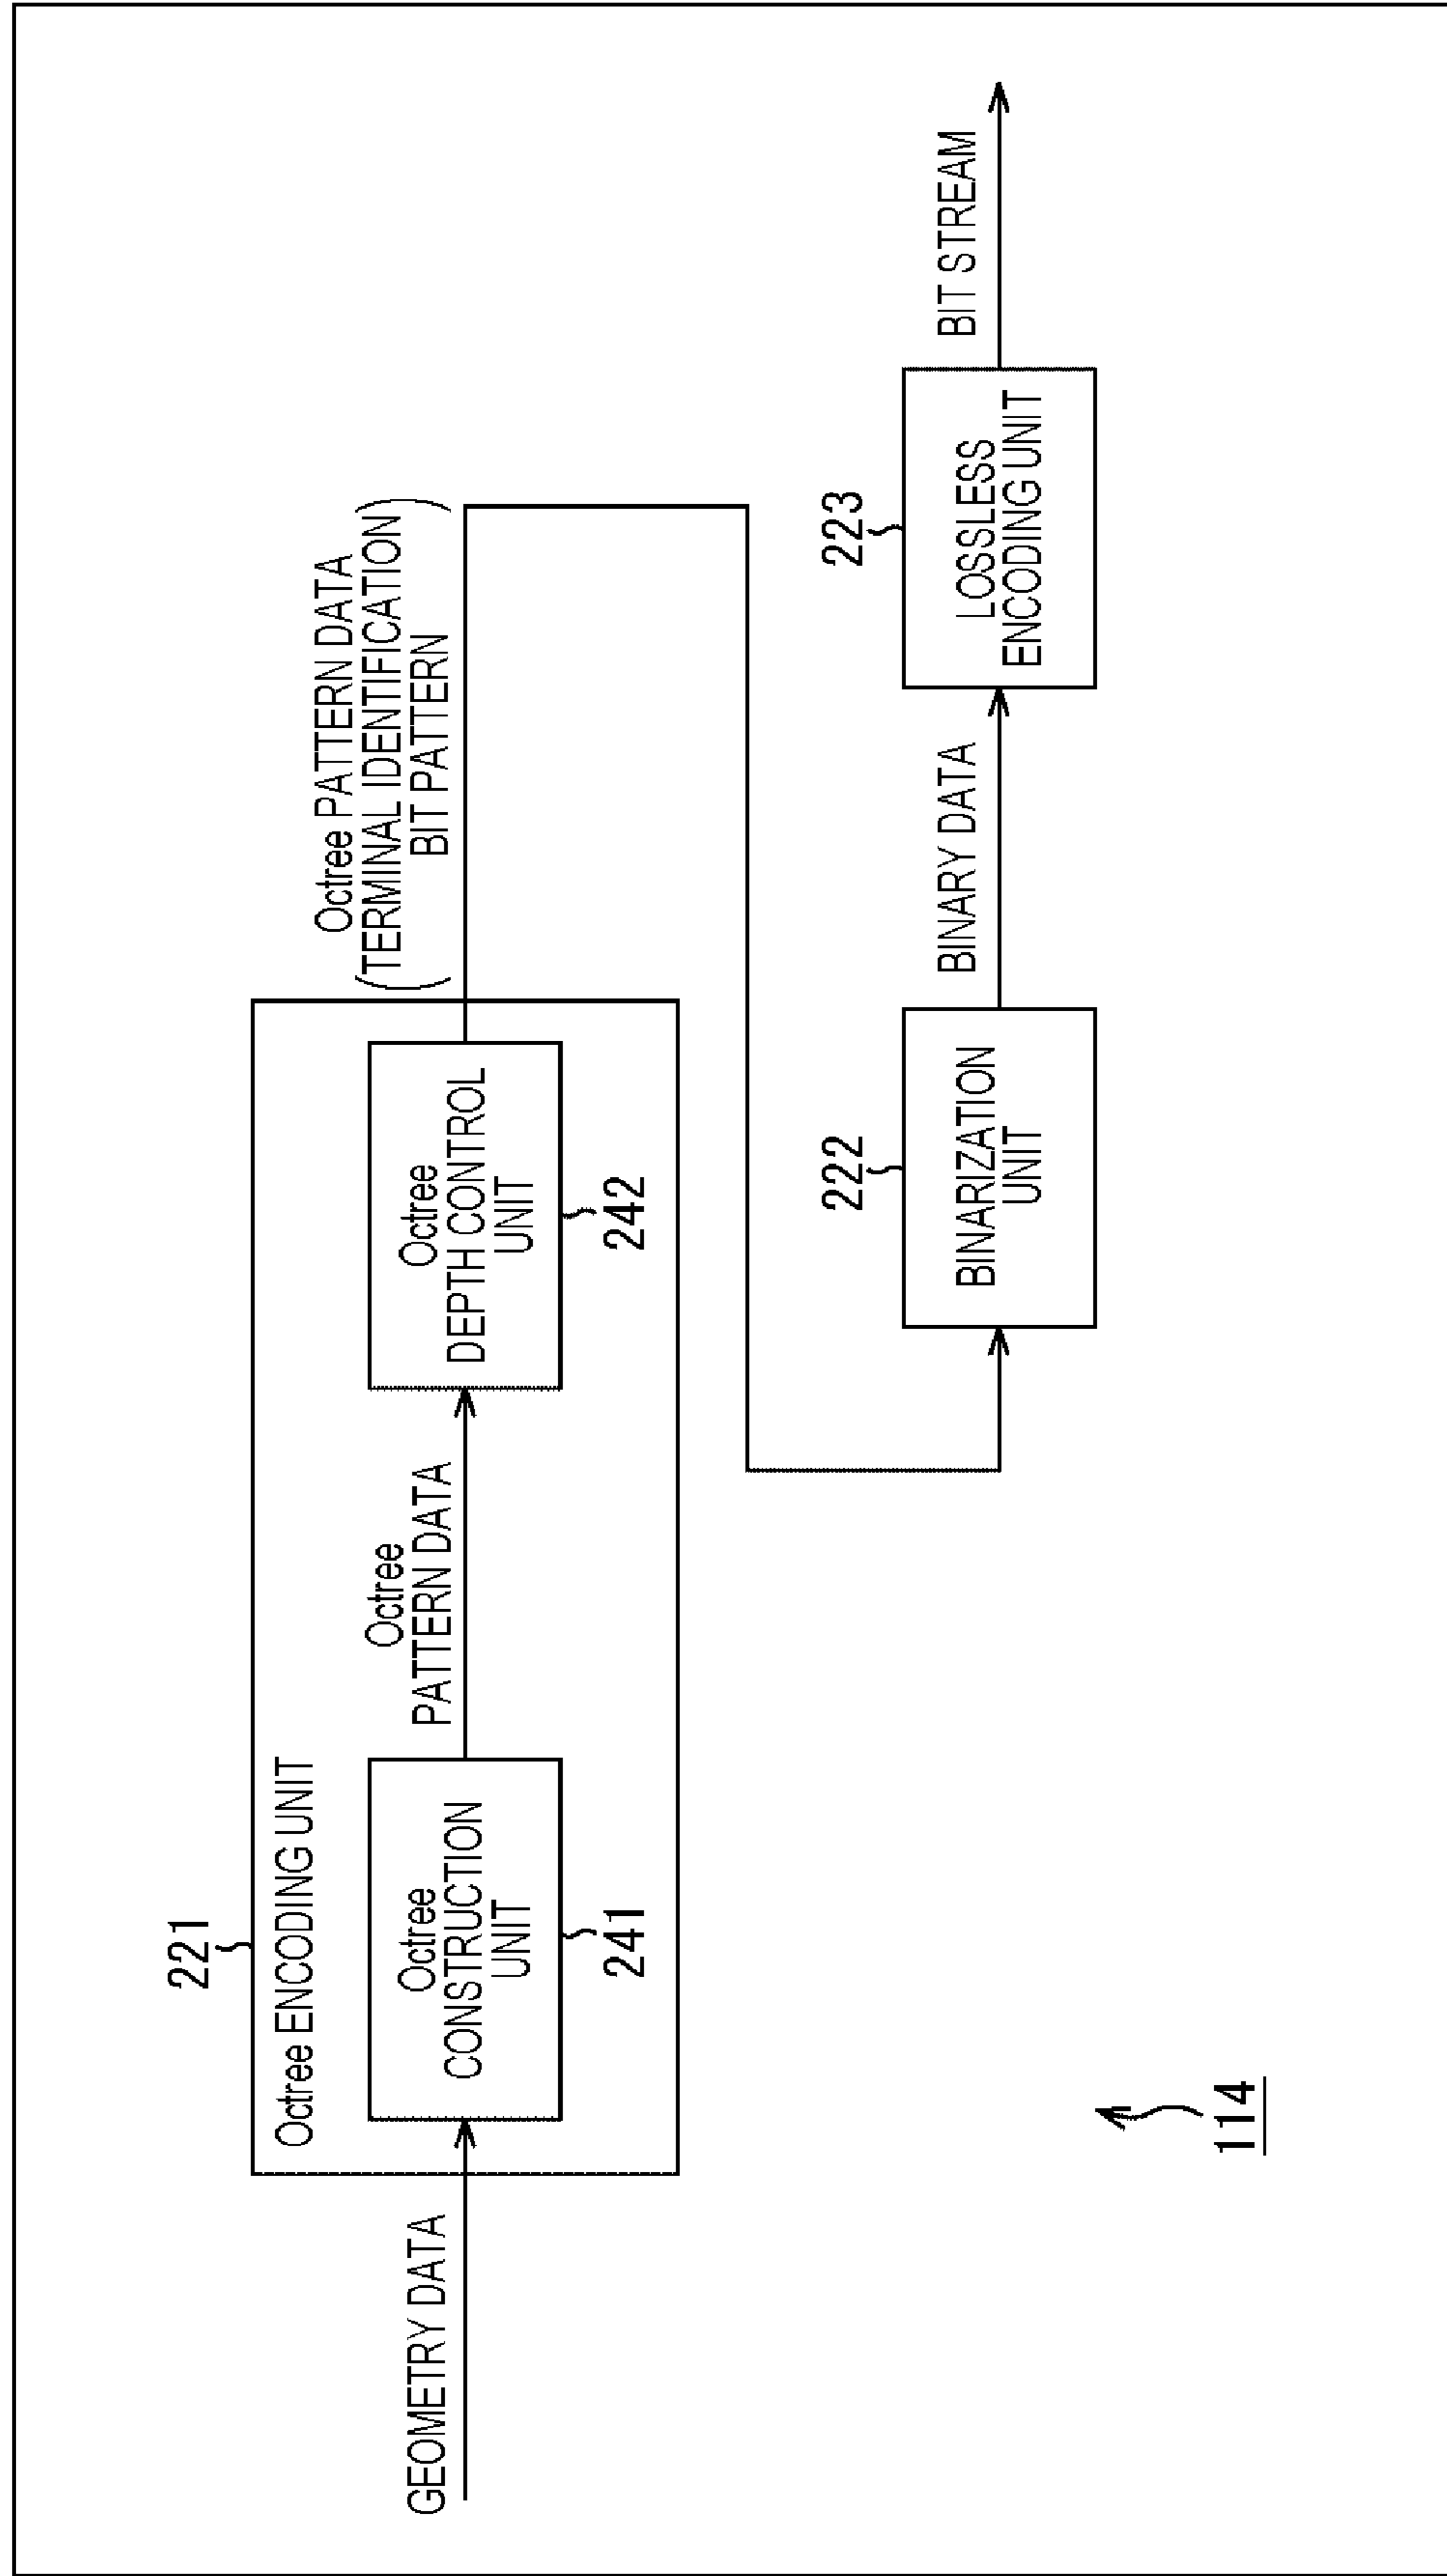 221
Octree ENCODING UNIT
GEOMETRY DATA
Octree
CONSTRUCTION
UNIT
241
Octree
PATTERN DATA
Octree
DEPTH CONTROL
UNIT
242
Octree PATTERN DATA
(TERMINAL IDENTIFICATION)
BIT PATTERN
222
BINARIZATION
UNIT
BINARY DATA
223
LOSSLESS
ENCODING UNIT
BIT STREAM
114